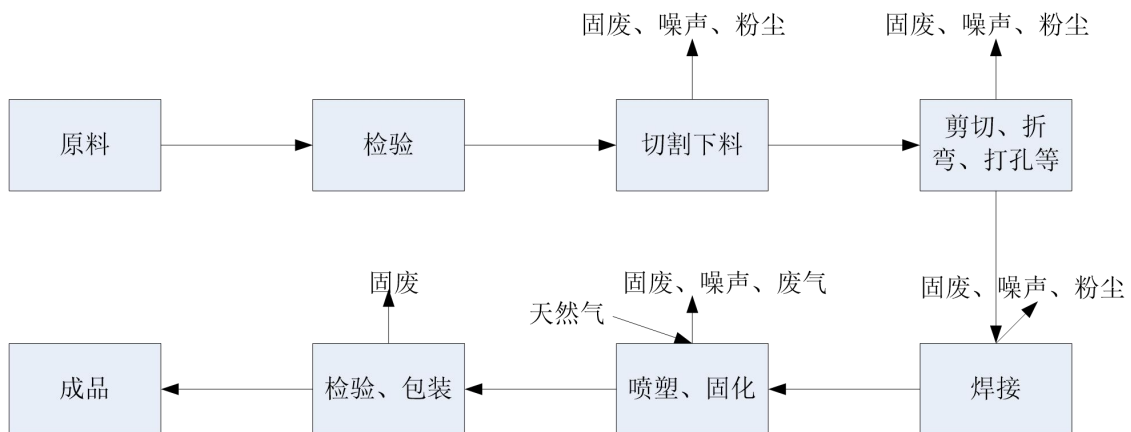 固废、噪声、粉尘
固废、噪声、粉尘
原料
检验
切割下料
剪切、折
弯、打孔等
固废
固废、噪声、废气
固废、噪声、粉尘
天然气
成品
检验、包装
喷塑、固化
焊接